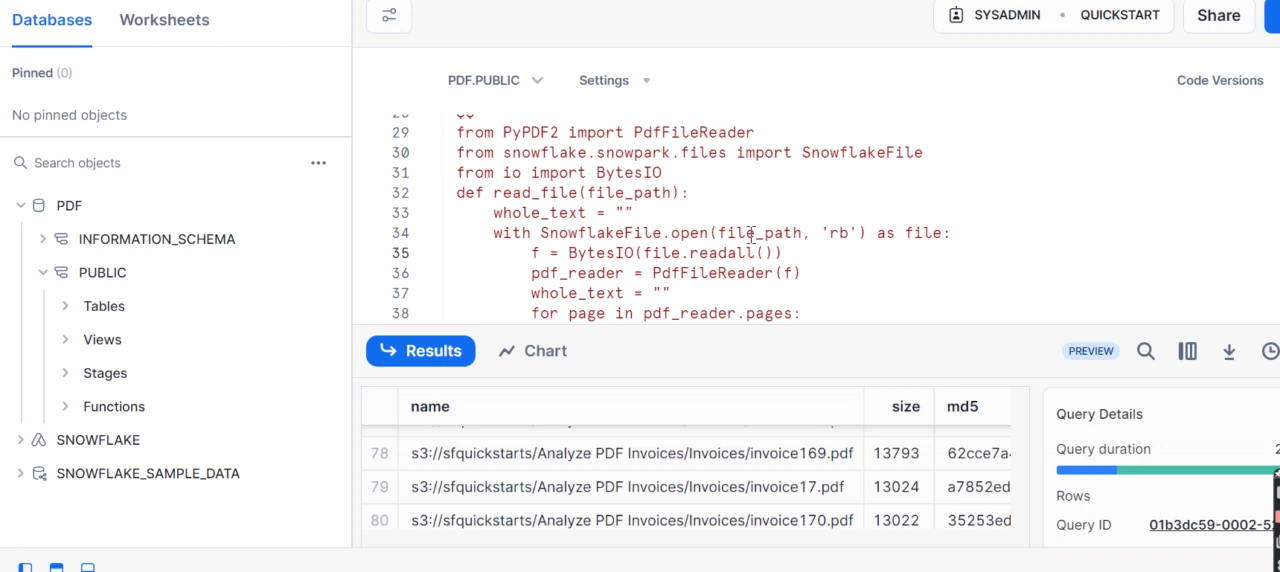 Databases Worksheets
Pinned (0)
No pinned objects
Search objects
PDF
INFORMATION_SCHEMA
PUBLIC
Tables
Views
Stages
Functions
SNOWFLAKE
SNOWFLAKE_SAMPLE_DATA
SYSADMIN • QUICKSTART
Share
PDF.PUBLIC Settings Code Versions
28 $$
29 from PyPDF2 import PdfFileReader
30 from snowflake.snowpark.files import SnowflakeFile
31 from io import BytesIO
32 def read_file(file_path):
33 whole_text = ""
34 with SnowflakeFile.open(file_path, 'rb') as file:
35 f = BytesIO(file.readall())
36 pdf_reader = PdfFileReader(f)
37 whole_text = ""
38 for page in pdf_reader.pages:
Results Chart PREVIEW
name size md5
78 s3://sfquickstarts/Analyze PDF Invoices/Invoices/invoice169.pdf 13793 62cce7a
79 s3://sfquickstarts/Analyze PDF Invoices/Invoices/invoice17.pdf 13024 a7852ed
80 s3://sfquickstarts/Analyze PDF Invoices/Invoices/invoice170.pdf 13022 35253ed
Query Details
Query duration 2
Rows
Query ID 01b3dc59-0002-5